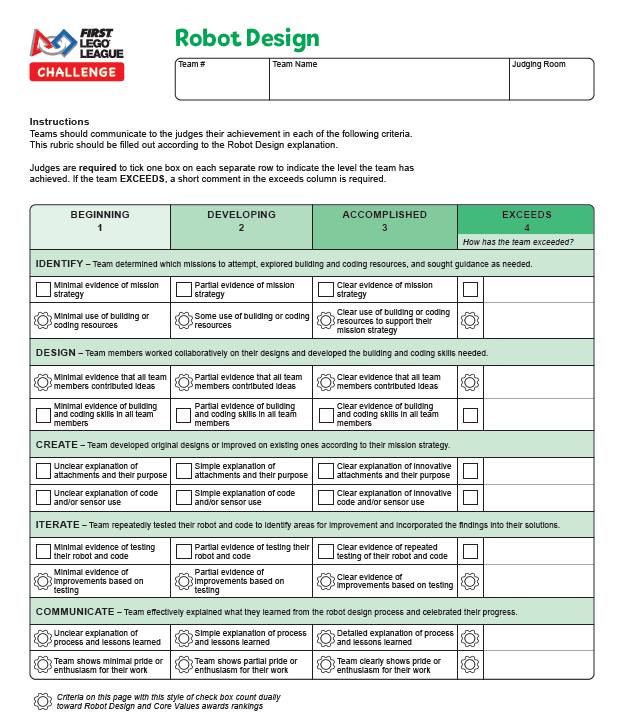 FIRST
LEGO
LEAGUE
CHALLENGE
Robot Design
Team #
Team Name
Judging Room
Instructions
Teams should communicate to the judges their achievement in each of the following criteria.
This rubric should be filled out according to the Robot Design explanation.
Judges are required to tick one box on each separate row to indicate the level the team has
achieved. If the team EXCEEDS, a short comment in the exceeds column is required.
BEGINNING
1
DEVELOPING
2
ACCOMPLISHED
3
EXCEEDS
4
How has the team exceeded?
IDENTIFY – Team determined which missions to attempt, explored building and coding resources, and sought guidance as needed.
Minimal evidence of mission
strategy
Partial evidence of mission
strategy
Clear evidence of mission
strategy
Minimal use of building or
coding resources
Some use of building or coding
resources
Clear use of building or coding
resources to support their
mission strategy
DESIGN – Team members worked collaboratively on their designs and developed the building and coding skills needed.
Minimal evidence that all team
members contributed ideas
Partial evidence that all team
members contributed ideas
Clear evidence that all team
members contributed ideas
Minimal evidence of building
and coding skills in all team
members
Partial evidence of building
and coding skills in all team
members
Clear evidence of building
and coding skills in all team
members
CREATE – Team developed original designs or improved on existing ones according to their mission strategy.
Unclear explanation of
attachments and their purpose
Simple explanation of
attachments and their purpose
Clear explanation of innovative
attachments and their purpose
Unclear explanation of code
and/or sensor use
Simple explanation of code
and/or sensor use
Clear explanation of innovative
code and/or sensor use
ITERATE – Team repeatedly tested their robot and code to identify areas for improvement and incorporated the findings into their solutions.
Minimal evidence of testing
their robot and code
Partial evidence of testing their
robot and code
Clear evidence of repeated
testing of their robot and code
Minimal evidence of
improvements based on
testing
Partial evidence of
improvements based on
testing
Clear evidence of
improvements based on testing
COMMUNICATE – Team effectively explained what they learned from the robot design process and celebrated their progress.
Unclear explanation of
process and lessons learned
Simple explanation of process
and lessons learned
Detailed explanation of process
and lessons learned
Team shows minimal pride or
enthusiasm for their work
Team shows partial pride or
enthusiasm for their work
Team clearly shows pride or
enthusiasm for their work
Criteria on this page with this style of check box count dually
toward Robot Design and Core Values awards rankings